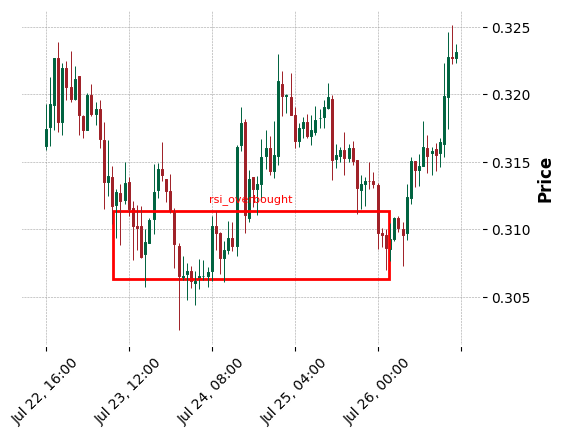 0.325
0.320
0.315
0.310
0.305
Price
rsi_overbought
Jul 22, 16:00
Jul 23, 12:00
Jul 24, 08:00
Jul 25, 04:00
Jul 26, 00:00